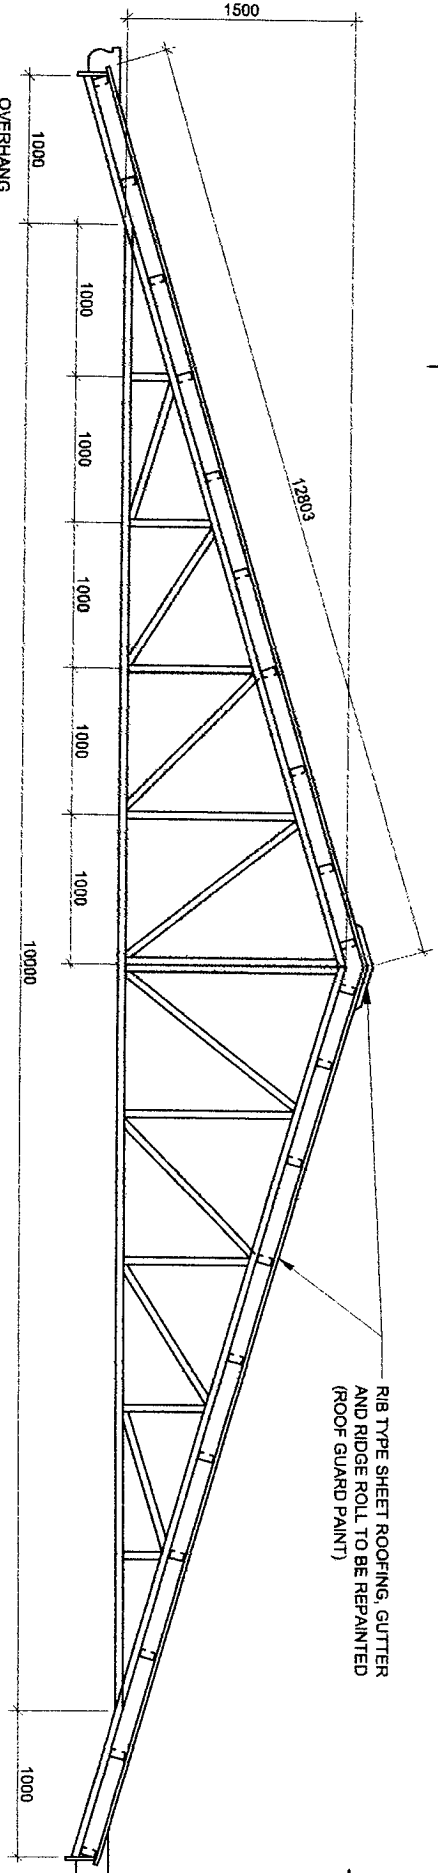 1500
12803
RIB TYPE SHEET ROOFING, GUTTER
AND RIDGE ROLL TO BE REPAINTED
(ROOF GUARD PAINT)
1000
1000
1000
1000
1000
1000
10000
1000
OVERHANG